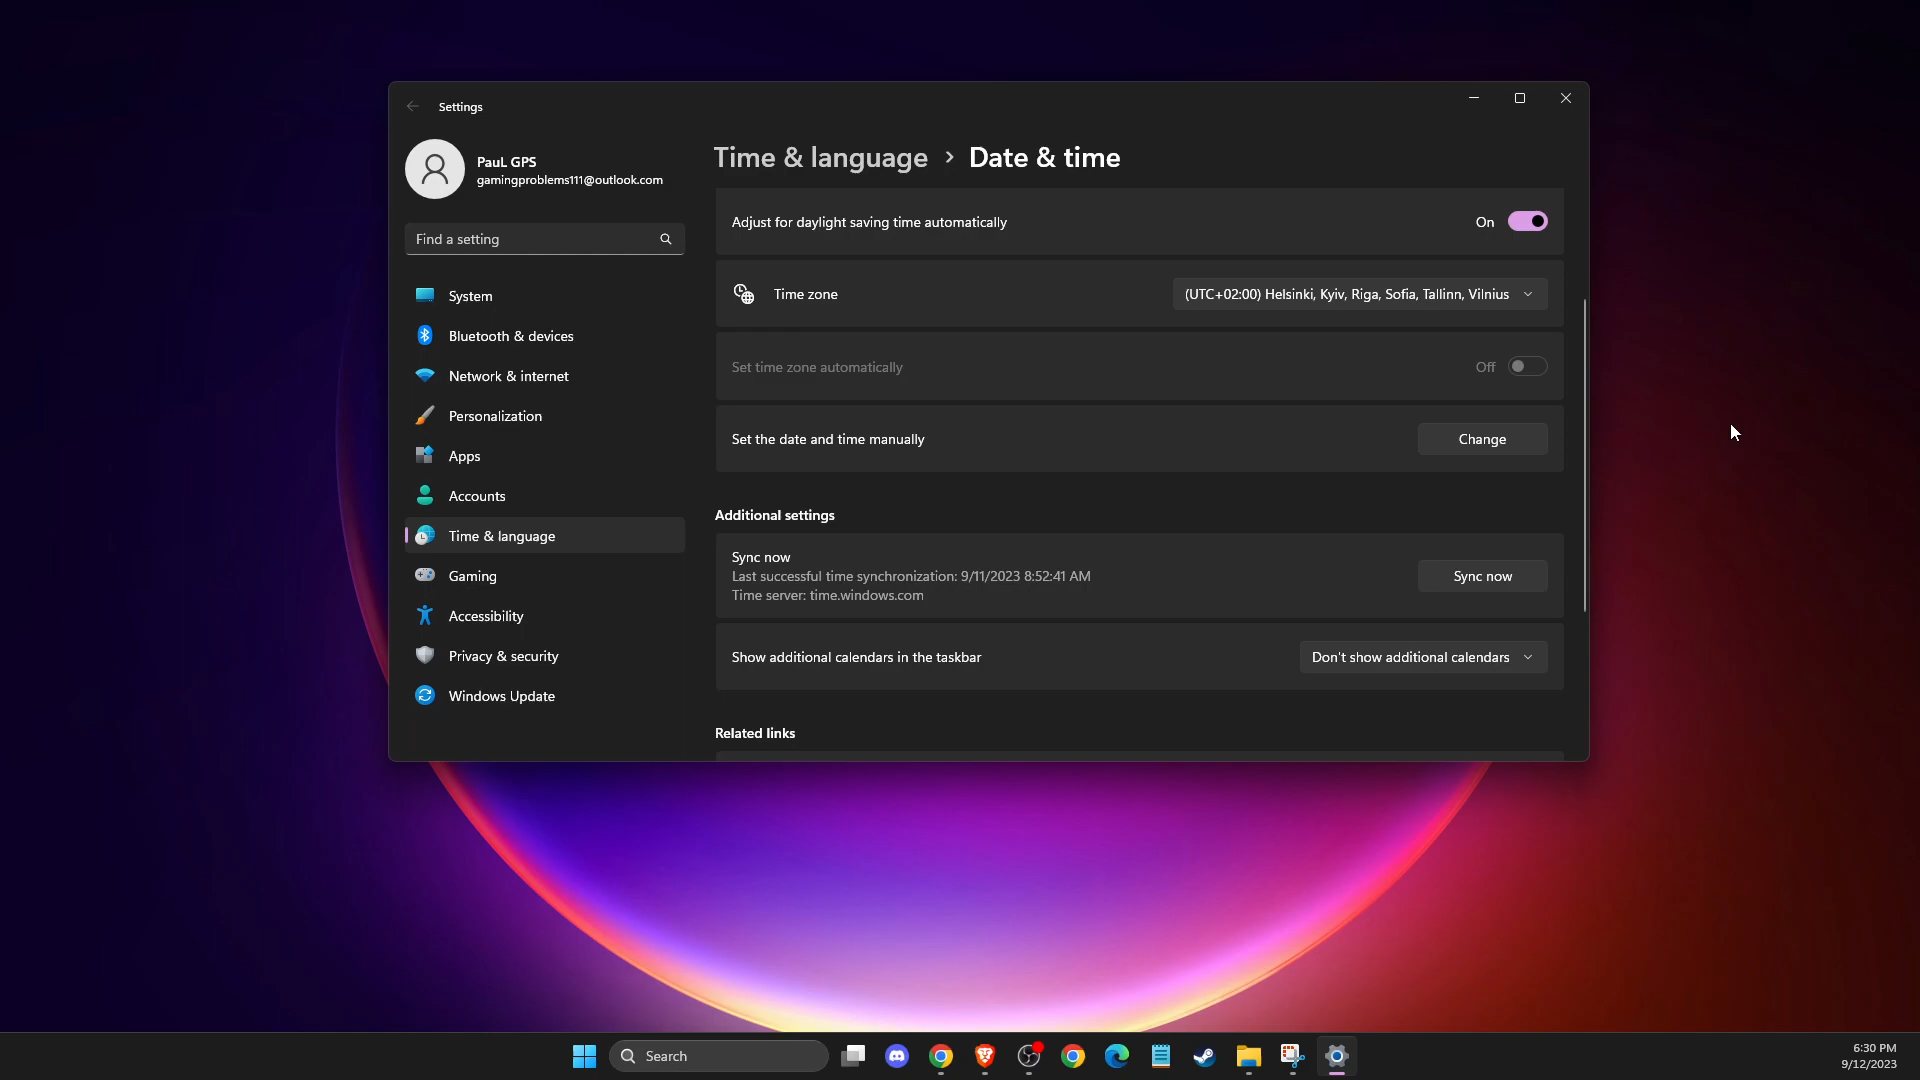 Settings
PauL GPS
gamingproblems111@outlook.com
Find a setting
System
Bluetooth & devices
Network & internet
Personalization
Apps
Accounts
Time & language
Gaming
Accessibility
Privacy & security
Windows Update
Time & language › Date & time
Adjust for daylight saving time automatically On
Time zone (UTC+02:00) Helsinki, Kyiv, Riga, Sofia, Tallinn, Vilnius
Set time zone automatically Off
Set the date and time manually Change
Additional settings
Sync now
Last successful time synchronization: 9/11/2023 8:52:41 AM
Time server: time.windows.com
Sync now
Show additional calendars in the taskbar Don't show additional calendars
Related links
Search
6:30 PM
9/12/2023